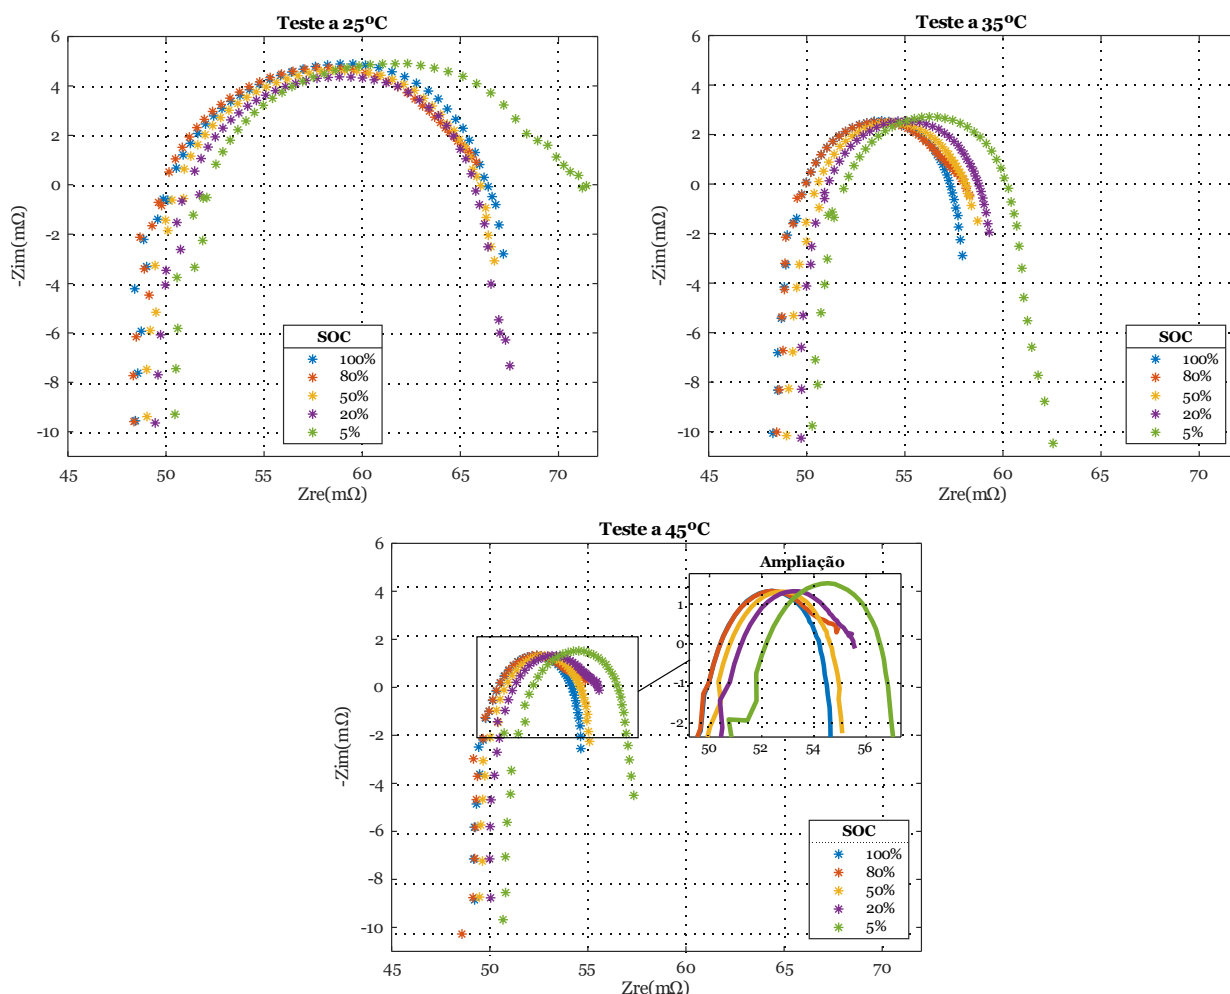 Teste a 25ºC
6
4
2
0
-2
-4
-6
-8
-10
-Zim(mΩ)
45 50 55 60 65 70
Zre(mΩ)
SOC
100%
80%
50%
20%
5%
Teste a 35ºC
6
4
2
0
-2
-4
-6
-8
-10
-Zim(mΩ)
45 50 55 60 65 70
Zre(mΩ)
SOC
100%
80%
50%
20%
5%
Teste a 45ºC
6
4
2
0
-2
-4
-6
-8
-10
-Zim(mΩ)
45 50 55 60 65 70
Zre(mΩ)
Ampliação
1
0
-1
-2
50 52 54 56
SOC
100%
80%
50%
20%
5%